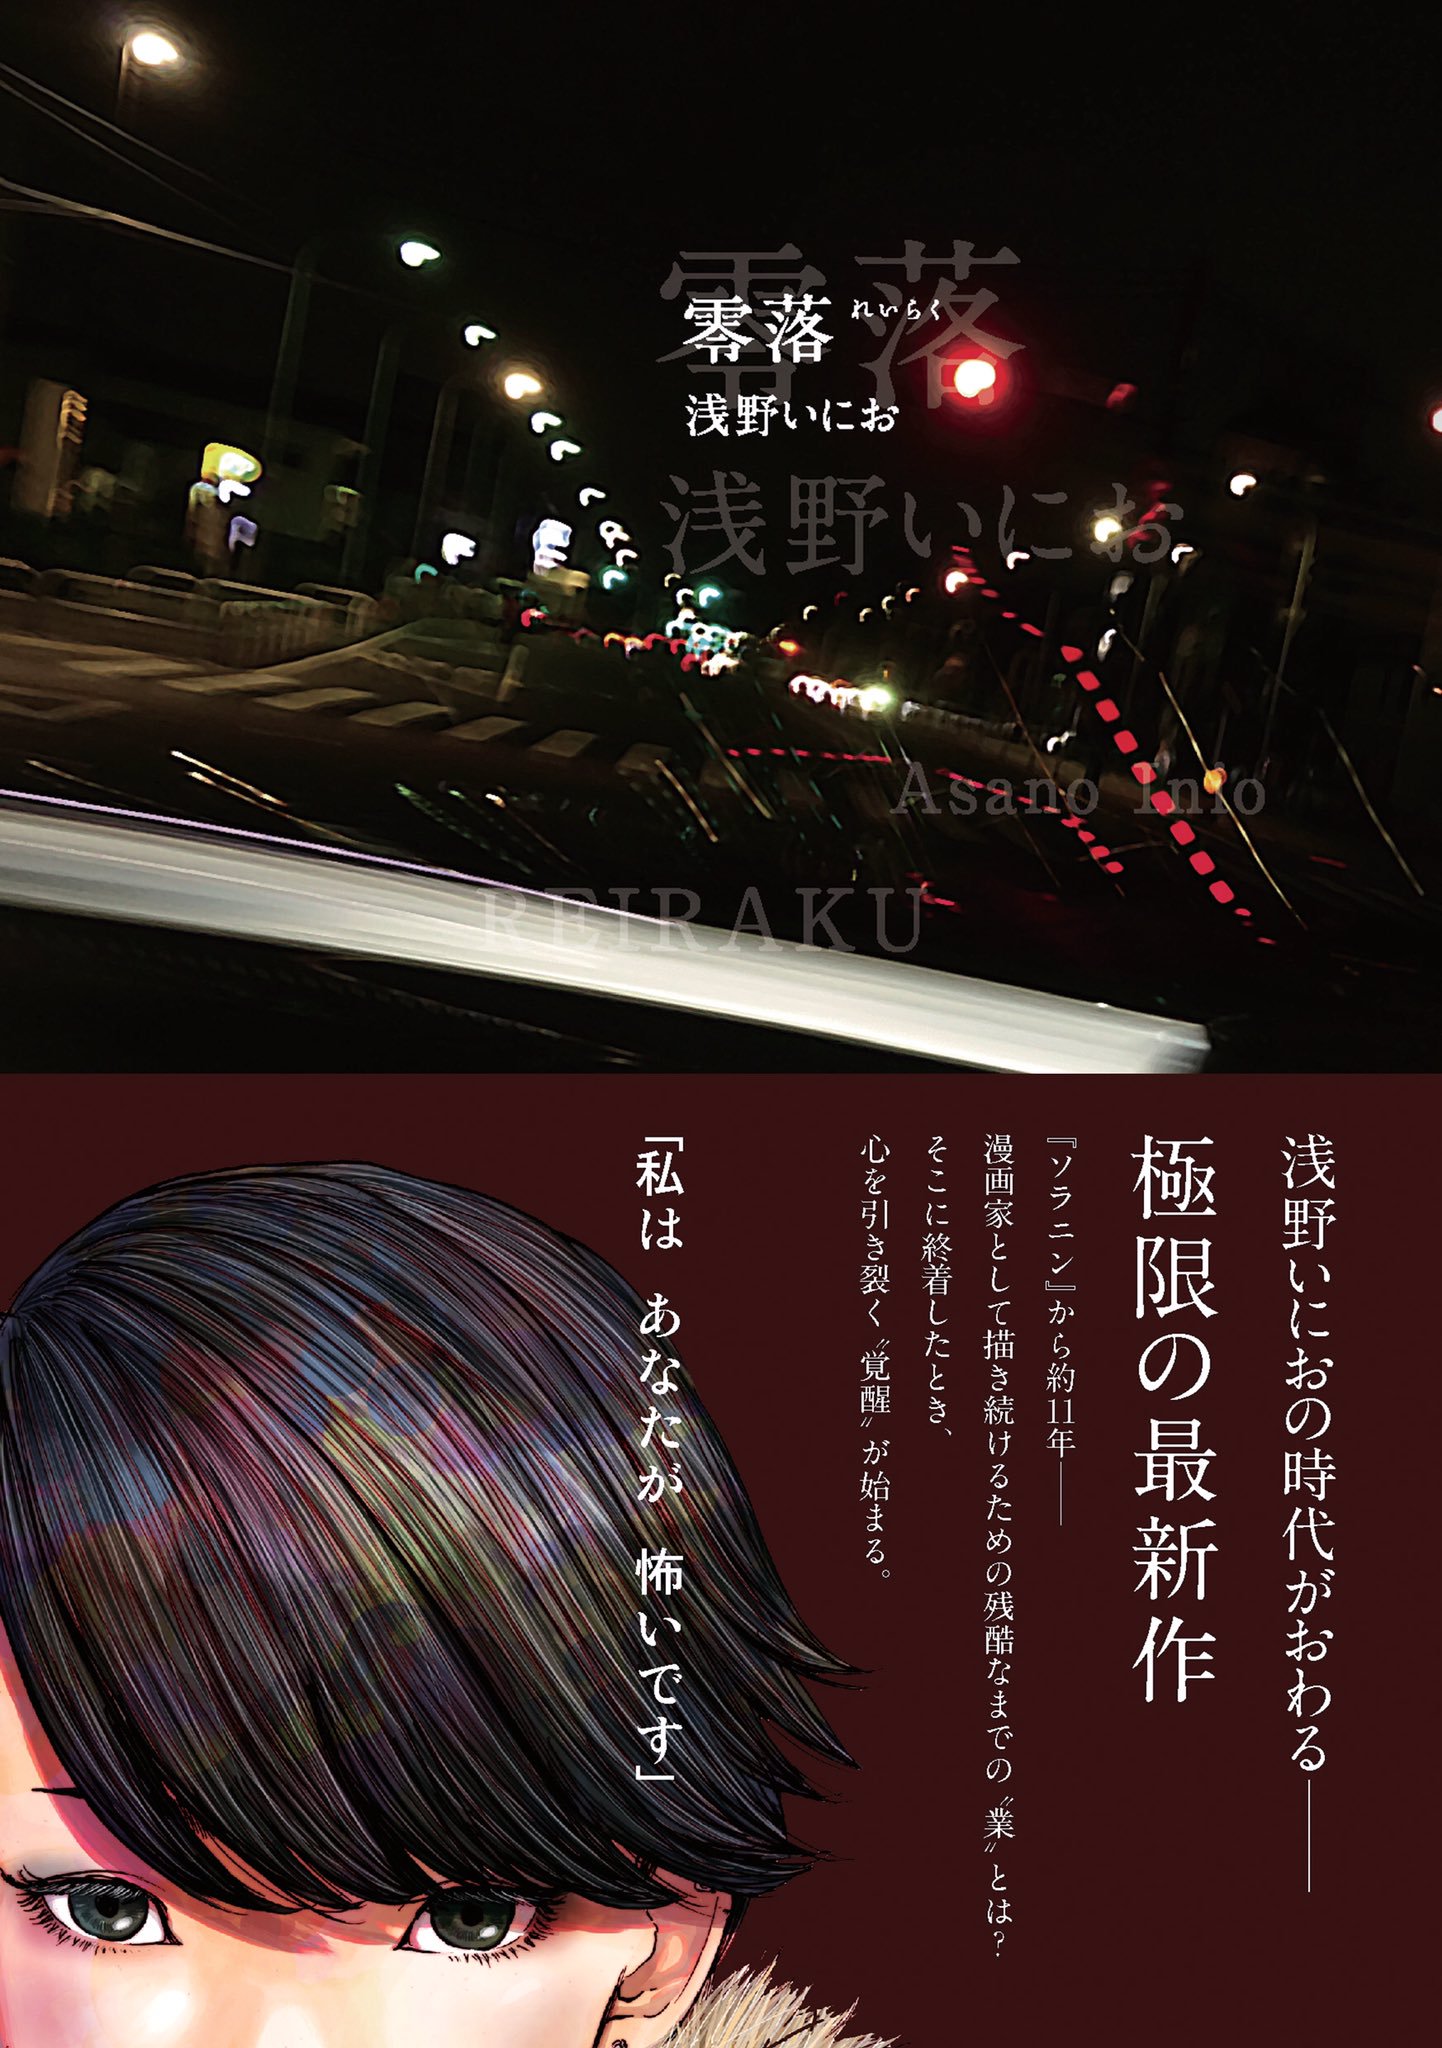 零落
零落 れいらく
浅野いにお
浅野いにお
Asano Inio
REIRAKU
浅野いにおの時代がおわる――
極限の最新作
『ソラニン』から約11年――
漫画家として描き続けるための残酷なまでの〝業〟とは?
そこに終着したとき、
心を引き裂く〝覚醒〟が始まる。
「私は あなたが 怖いです」